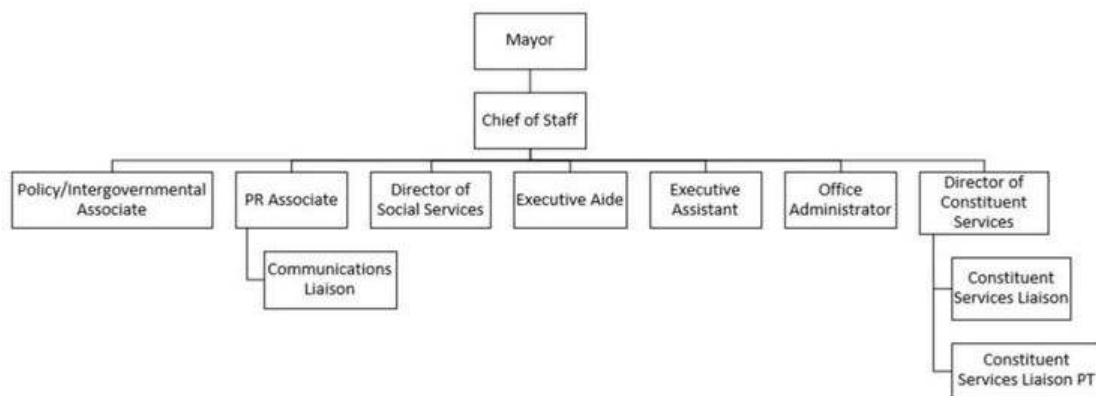 Mayor
Chief of Staff
Policy/Intergovernmental
Associate
PR Associate
Director of
Social Services
Executive Aide
Executive
Assistant
Office
Administrator
Director of
Constituent
Services
Communications
Liaison
Constituent
Services Liaison
Constituent
Services Liaison PT